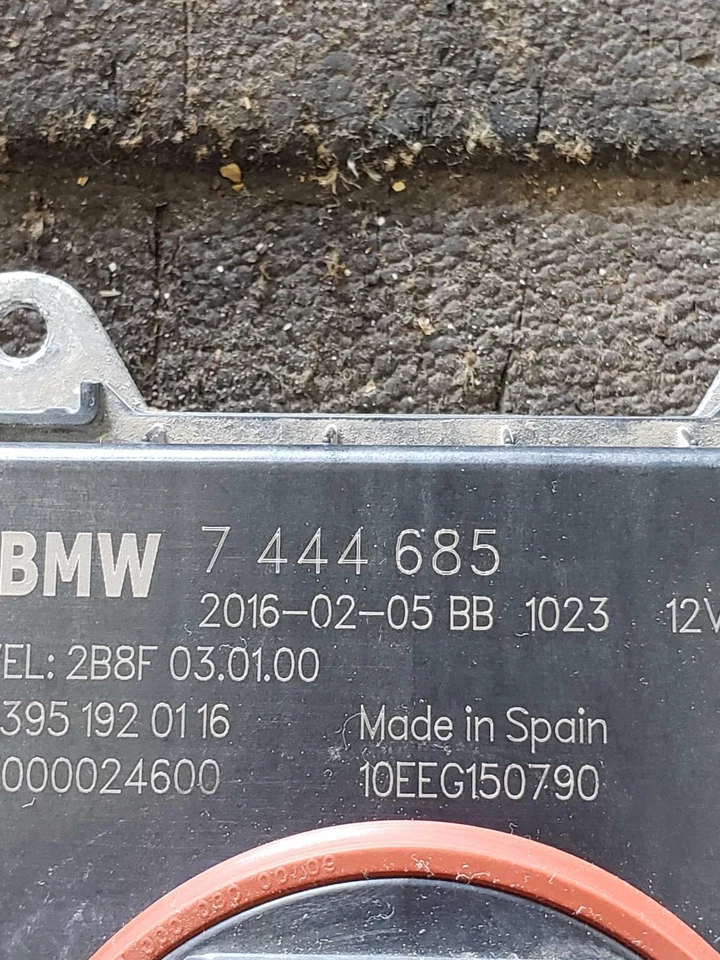 BMW 7 444 685
2016-02-05 BB 1023 12V
EL: 2B8F 03.01.00
395 192 01 16 Made in Spain
000024600 10EEG150790